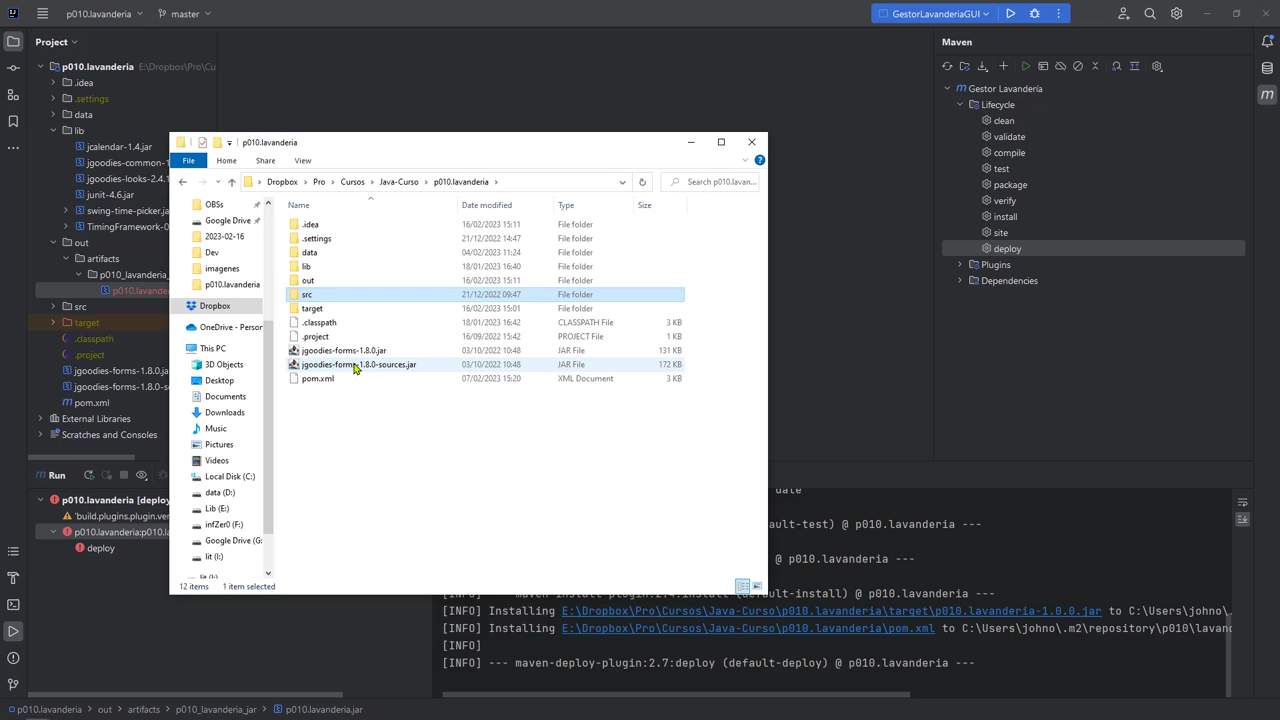 p010.lavanderia
master
GestorLavanderiaGUI
Project
p010.lavanderia E:\Dropbox\Pro\Cu
.idea
.settings
data
lib
jcalendar-1.4.jar
jgoodies-common-1
jgoodies-looks-2.4.1
junit-4.6.jar
swing-time-picker.ja
TimingFramework-0
out
artifacts
p010_lavanderia_
p010.lavande
src
target
.classpath
.project
jgoodies-forms-1.8.0.ja
jgoodies-forms-1.8.0-s
pom.xml
External Libraries
Scratches and Consoles
p010.lavanderia
File
Home
Share
View
Dropbox
Pro
Cursos
Java-Curso
p010.lavanderia
Search p010.lavan...
Name
Date modified
Type
Size
OBSs
Google Drive
2023-02-16
Dev
imagenes
p010.lavanderia
Dropbox
OneDrive - Person
This PC
3D Objects
Desktop
Documents
Downloads
Music
Pictures
Videos
Local Disk (C:)
data (D:)
Lib (E:)
infZer0 (F:)
Google Drive (G:
lit (I:)
lit (I:)
.idea 16/02/2023 15:11 File folder
.settings 21/12/2022 14:47 File folder
data 04/02/2023 11:24 File folder
lib 18/01/2023 16:40 File folder
out 16/02/2023 15:11 File folder
src 21/12/2022 09:47 File folder
target 16/02/2023 15:01 File folder
.classpath 18/01/2023 16:42 CLASSPATH File 3 KB
.project 16/09/2022 15:42 PROJECT File 1 KB
jgoodies-forms-1.8.0.jar 03/10/2022 10:48 JAR File 131 KB
jgoodies-forms-1.8.0-sources.jar 03/10/2022 10:48 JAR File 172 KB
pom.xml 07/02/2023 15:20 XML Document 3 KB
12 items 1 item selected
Maven
Gestor Lavandería
Lifecycle
clean
validate
compile
test
package
verify
install
site
deploy
Plugins
Dependencies
Run
p010.lavanderia [deploy
'build.plugins.plugin.ve
p010.lavanderia:p010.l
deploy
date
fault-test) @ p010.lavanderia ---
@ p010.lavanderia ---
[INFO] --- maven-install-plugin:2.4:install (default-install) @ p010.lavanderia ---
[INFO] Installing E:\Dropbox\Pro\Cursos\Java-Curso\p010.lavanderia\target\p010.lavanderia-1.0.0.jar to C:\Users\johno\.
[INFO] Installing E:\Dropbox\Pro\Cursos\Java-Curso\p010.lavanderia\pom.xml to C:\Users\johno\.m2\repository\p010\lavand
[INFO]
[INFO] --- maven-deploy-plugin:2.7:deploy (default-deploy) @ p010.lavanderia ---
p010.lavanderia
out
artifacts
p010_lavanderia_jar
p010.lavanderia.jar